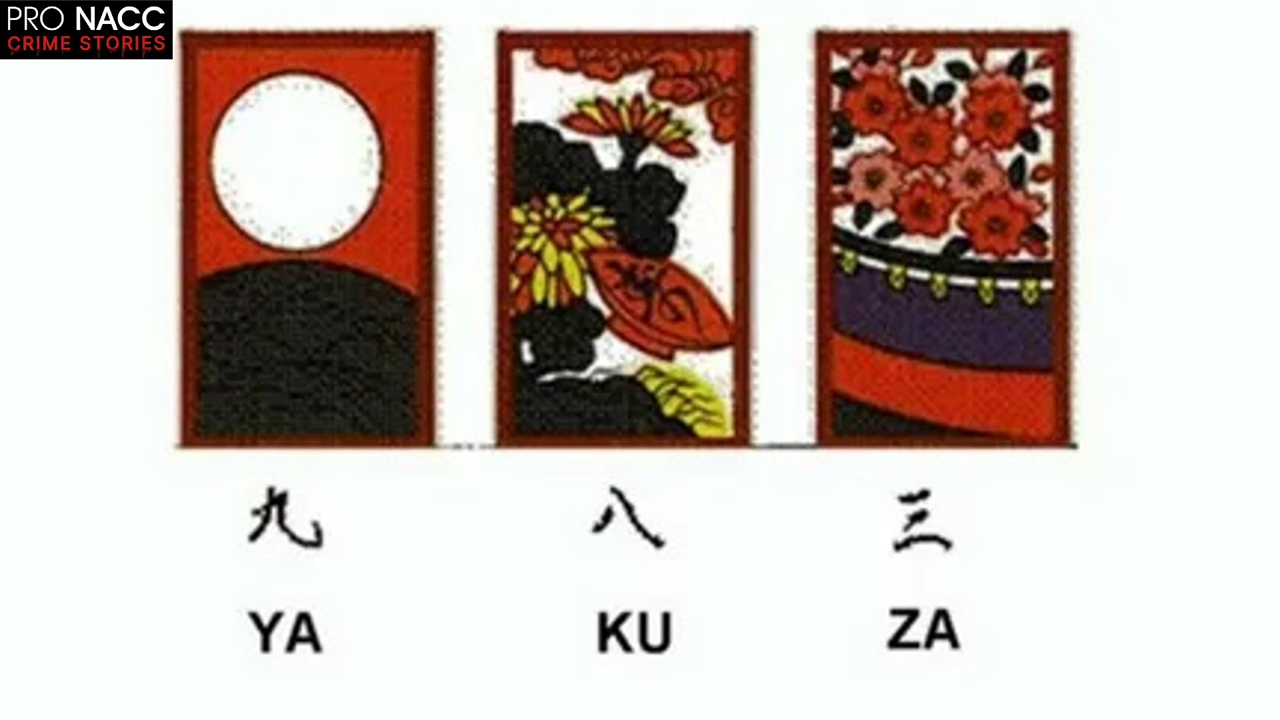 PRO NACC
CRIME STORIES
九 八 三
YA KU ZA